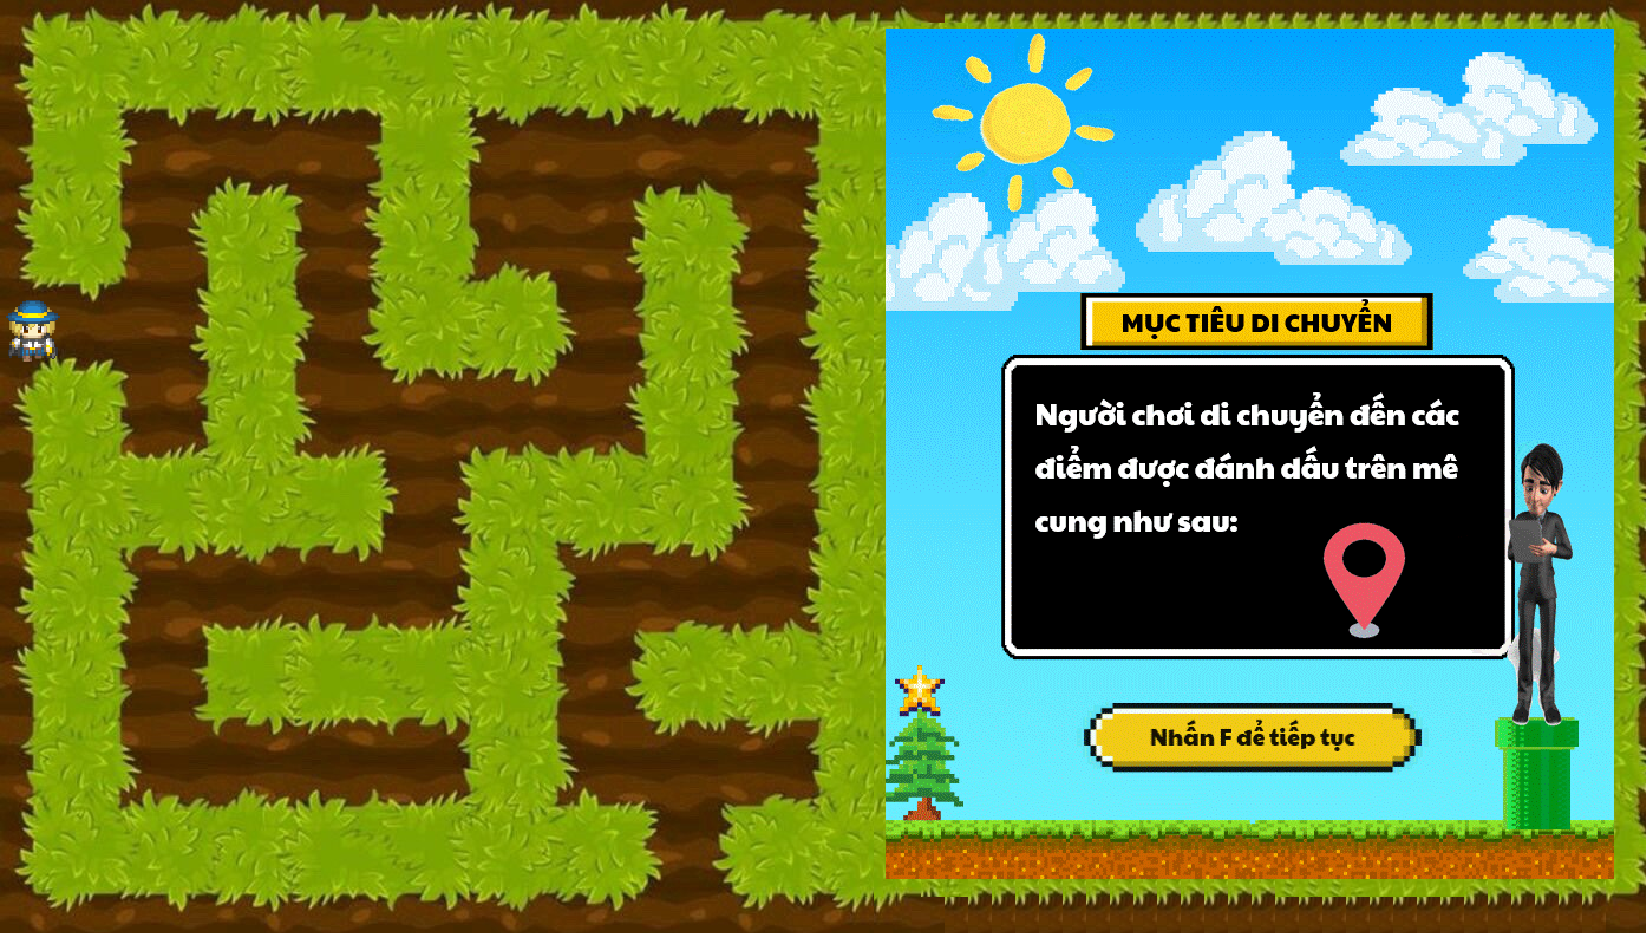 MỤC TIÊU DI CHUYỂN
Người chơi di chuyển đến các
điểm được đánh dấu trên mê
cung như sau:
Nhấn F để tiếp tục